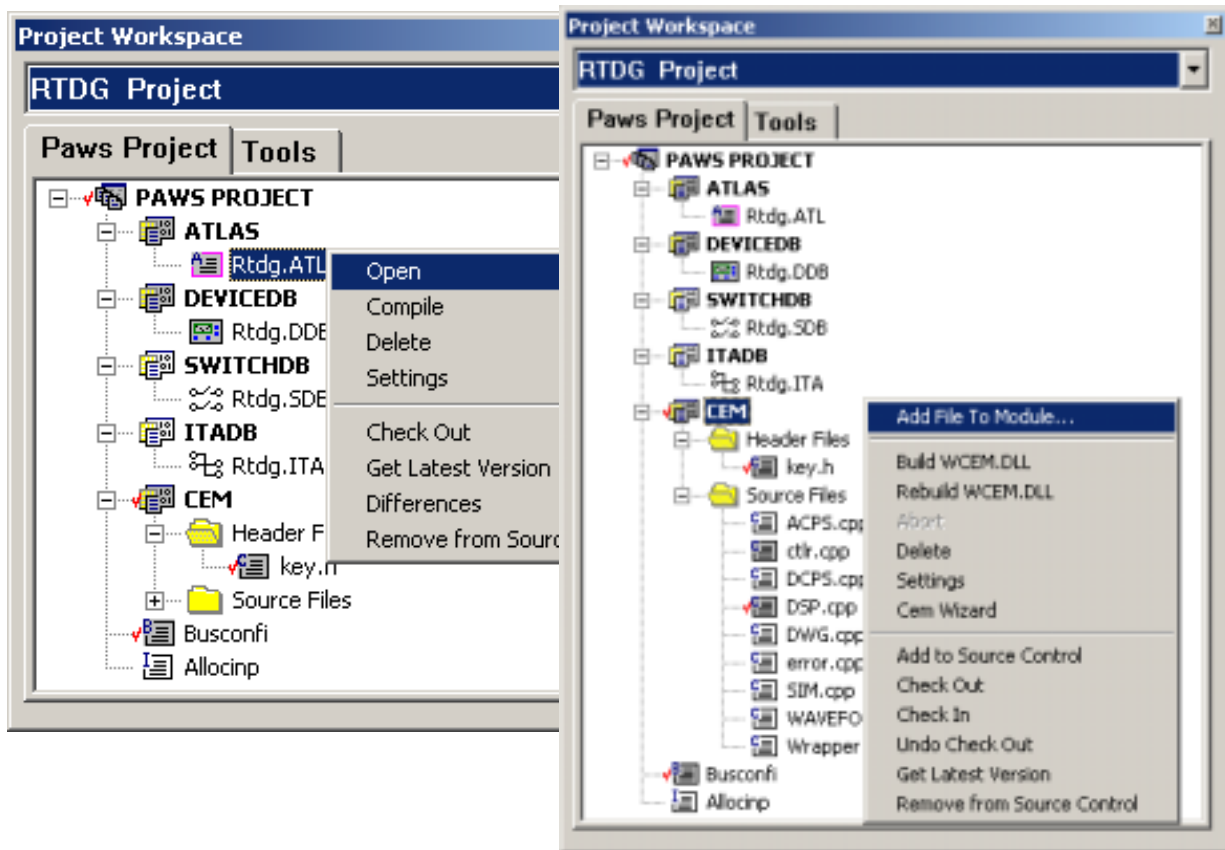 Project Workspace
RTDG Project
Paws Project Tools
PAWS PROJECT
ATLAS
Rtdg.ATL
DEVICEDB
Rtdg.DDB
SWITCHDB
Rtdg.SDB
ITADB
Rtdg.ITA
CEM
Header F
key.h
Source Files
Busconfi
Allocinp
Open
Compile
Delete
Settings
Check Out
Get Latest Version
Differences
Remove from Sourc
Project Workspace
RTDG Project
Paws Project Tools
PAWS PROJECT
ATLAS
Rtdg.ATL
DEVICEDB
Rtdg.DDB
SWITCHDB
Rtdg.SDB
ITADB
Rtdg.ITA
CEM
Header Files
key.h
Source Files
ACPS.cpp
ctlr.cpp
DCPS.cpp
DSP.cpp
DWG.cpp
error.cpp
SIM.cpp
WAVEFO
Wrapper
Busconfi
Allocinp
Add File To Module...
Build WCEM.DLL
Rebuild WCEM.DLL
Abort
Delete
Settings
Cem Wizard
Add to Source Control
Check Out
Check In
Undo Check Out
Get Latest Version
Remove from Source Control